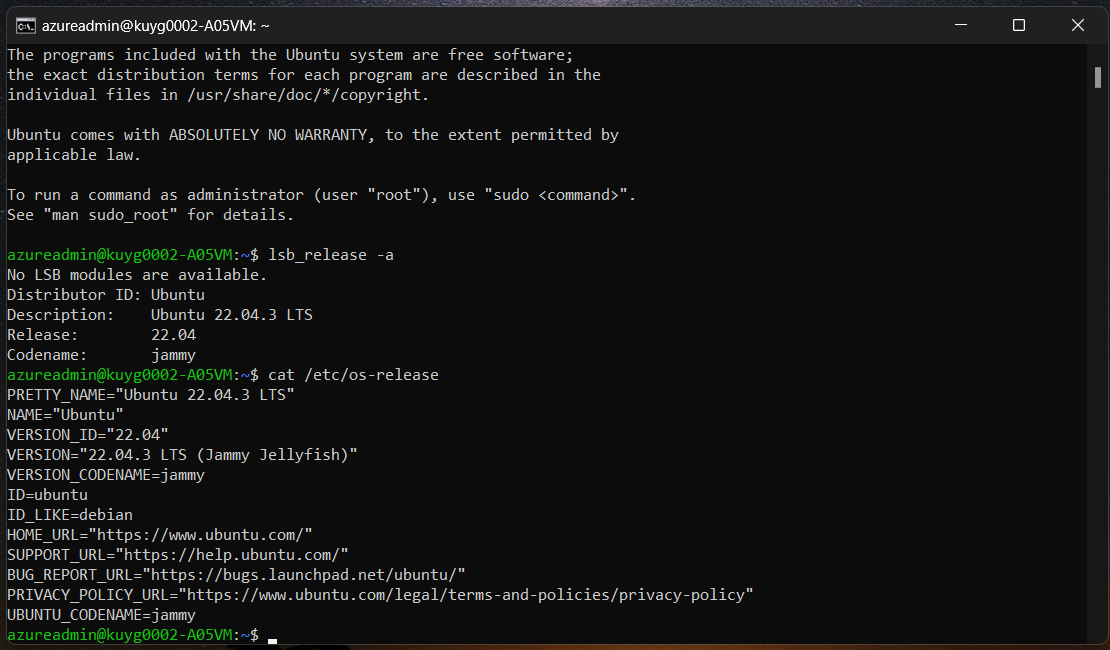 azureadmin@kuyg0002-A05VM: ~
The programs included with the Ubuntu system are free software;
the exact distribution terms for each program are described in the
individual files in /usr/share/doc/*/copyright.
Ubuntu comes with ABSOLUTELY NO WARRANTY, to the extent permitted by
applicable law.
To run a command as administrator (user "root"), use "sudo <command>".
See "man sudo_root" for details.
azureadmin@kuyg0002-A05VM:~$ lsb_release -a
No LSB modules are available.
Distributor ID: Ubuntu
Description:    Ubuntu 22.04.3 LTS
Release:        22.04
Codename:       jammy
azureadmin@kuyg0002-A05VM:~$ cat /etc/os-release
PRETTY_NAME="Ubuntu 22.04.3 LTS"
NAME="Ubuntu"
VERSION_ID="22.04"
VERSION="22.04.3 LTS (Jammy Jellyfish)"
VERSION_CODENAME=jammy
ID=ubuntu
ID_LIKE=debian
HOME_URL="https://www.ubuntu.com/"
SUPPORT_URL="https://help.ubuntu.com/"
BUG_REPORT_URL="https://bugs.launchpad.net/ubuntu/"
PRIVACY_POLICY_URL="https://www.ubuntu.com/legal/terms-and-policies/privacy-policy"
UBUNTU_CODENAME=jammy
azureadmin@kuyg0002-A05VM:~$